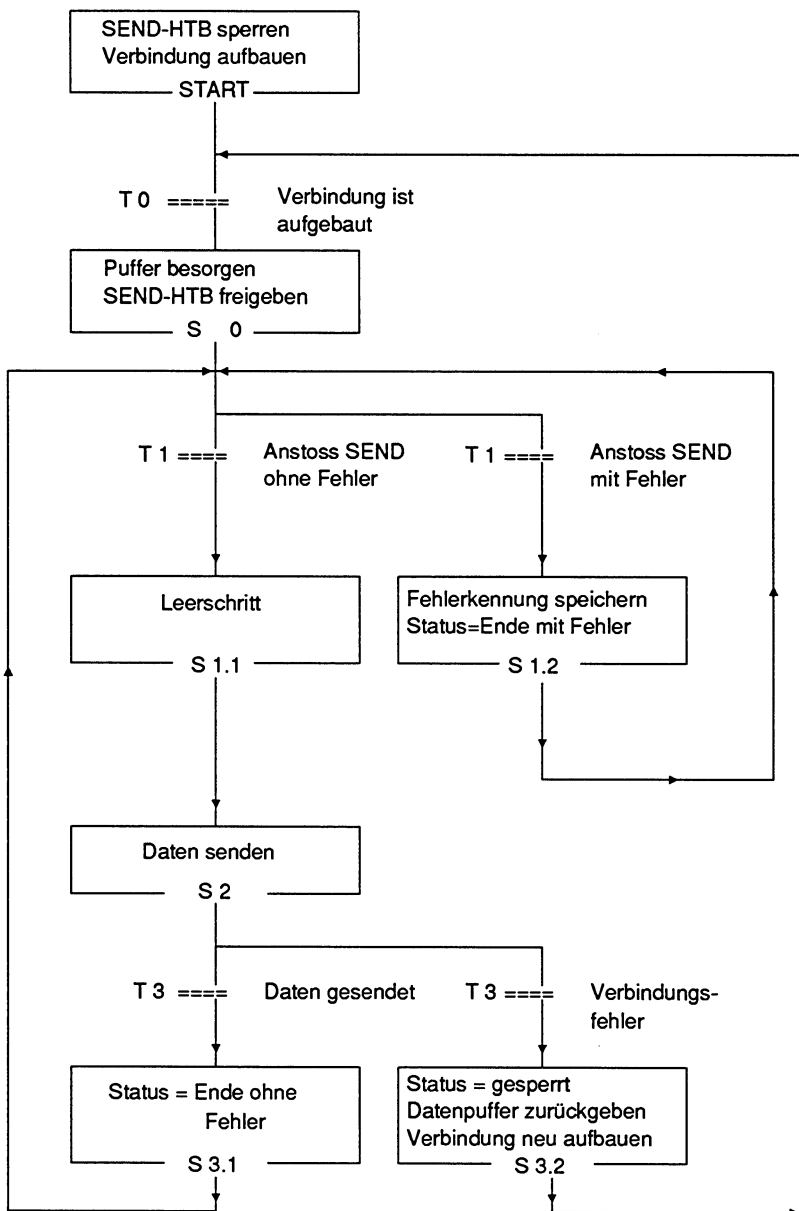 SEND-HTB sperren
Verbindung aufbauen
START
T 0 =====
Verbindung ist
aufgebaut
Puffer besorgen
SEND-HTB freigeben
S 0
T 1 ====
Anstoss SEND
ohne Fehler
T 1 ====
Anstoss SEND
mit Fehler
Leerschritt
S 1.1
Fehlerkennung speichern
Status=Ende mit Fehler
S 1.2
Daten senden
S 2
T 3 ====
Daten gesendet
T 3 ====
Verbindungs-
fehler
Status = Ende ohne
Fehler
S 3.1
Status = gesperrt
Datenpuffer zurückgeben
Verbindung neu aufbauen
S 3.2